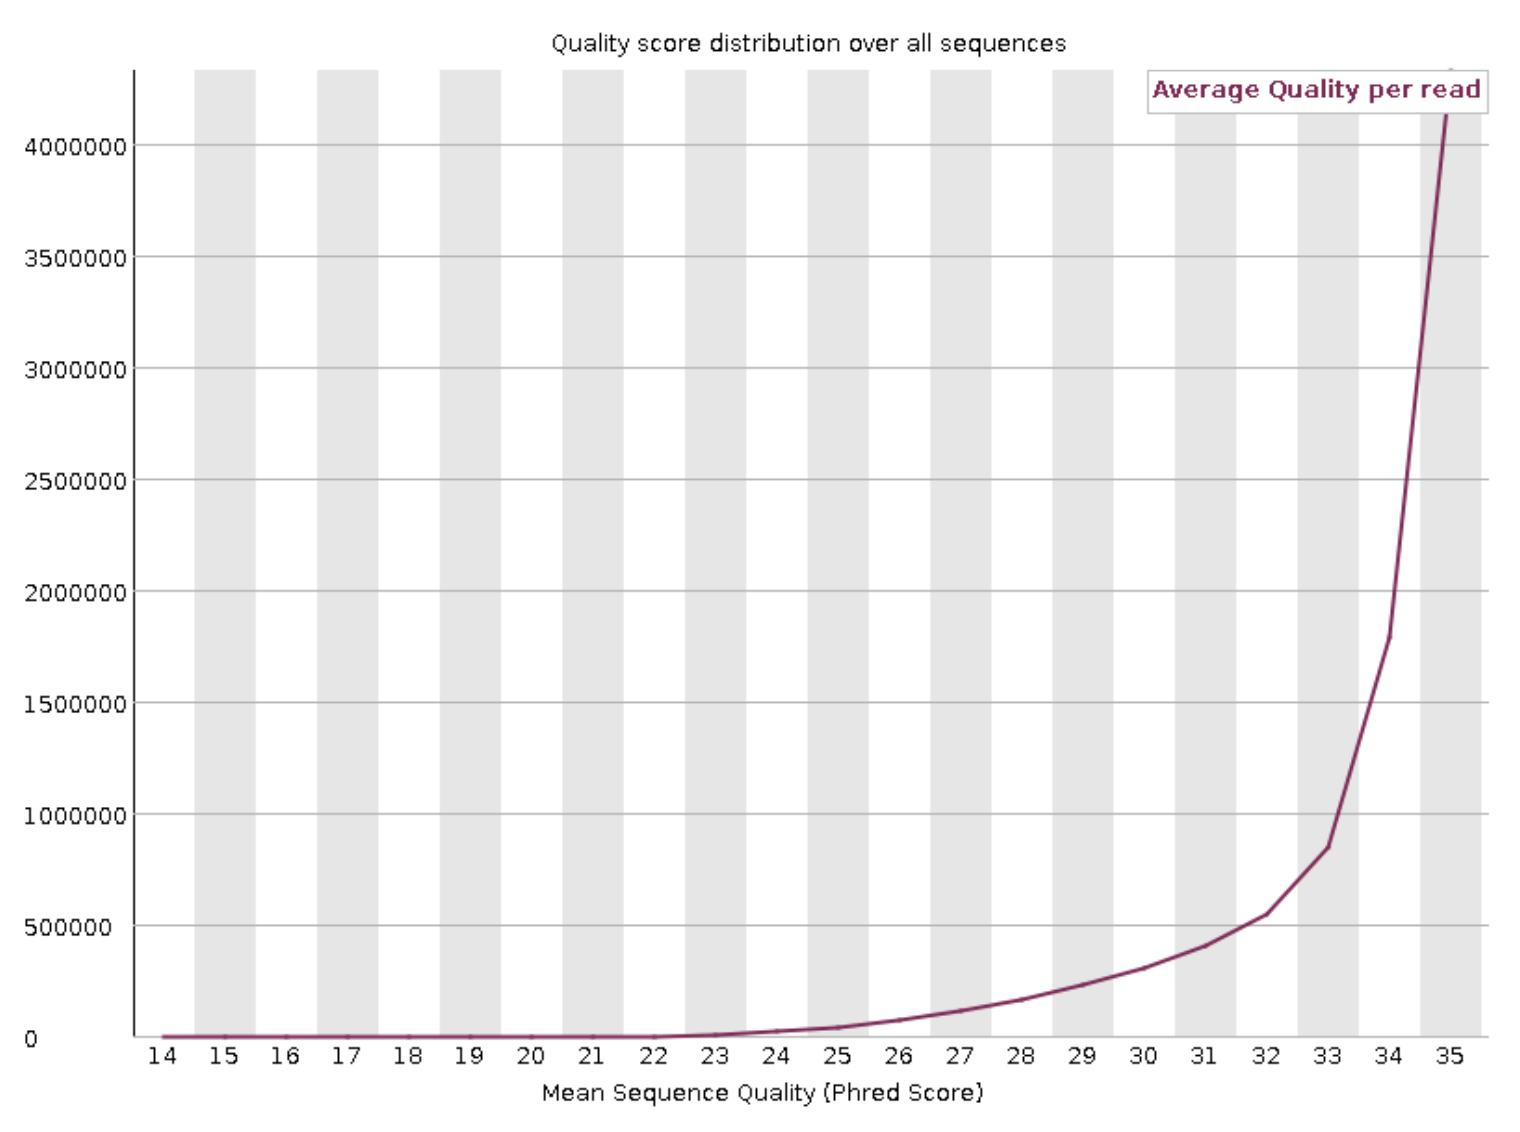 Quality score distribution over all sequences
Average Quality per read
4000000
3500000
3000000
2500000
2000000
1500000
1000000
500000
0
14 15 16 17 18 19 20 21 22 23 24 25 26 27 28 29 30 31 32 33 34 35
Mean Sequence Quality (Phred Score)